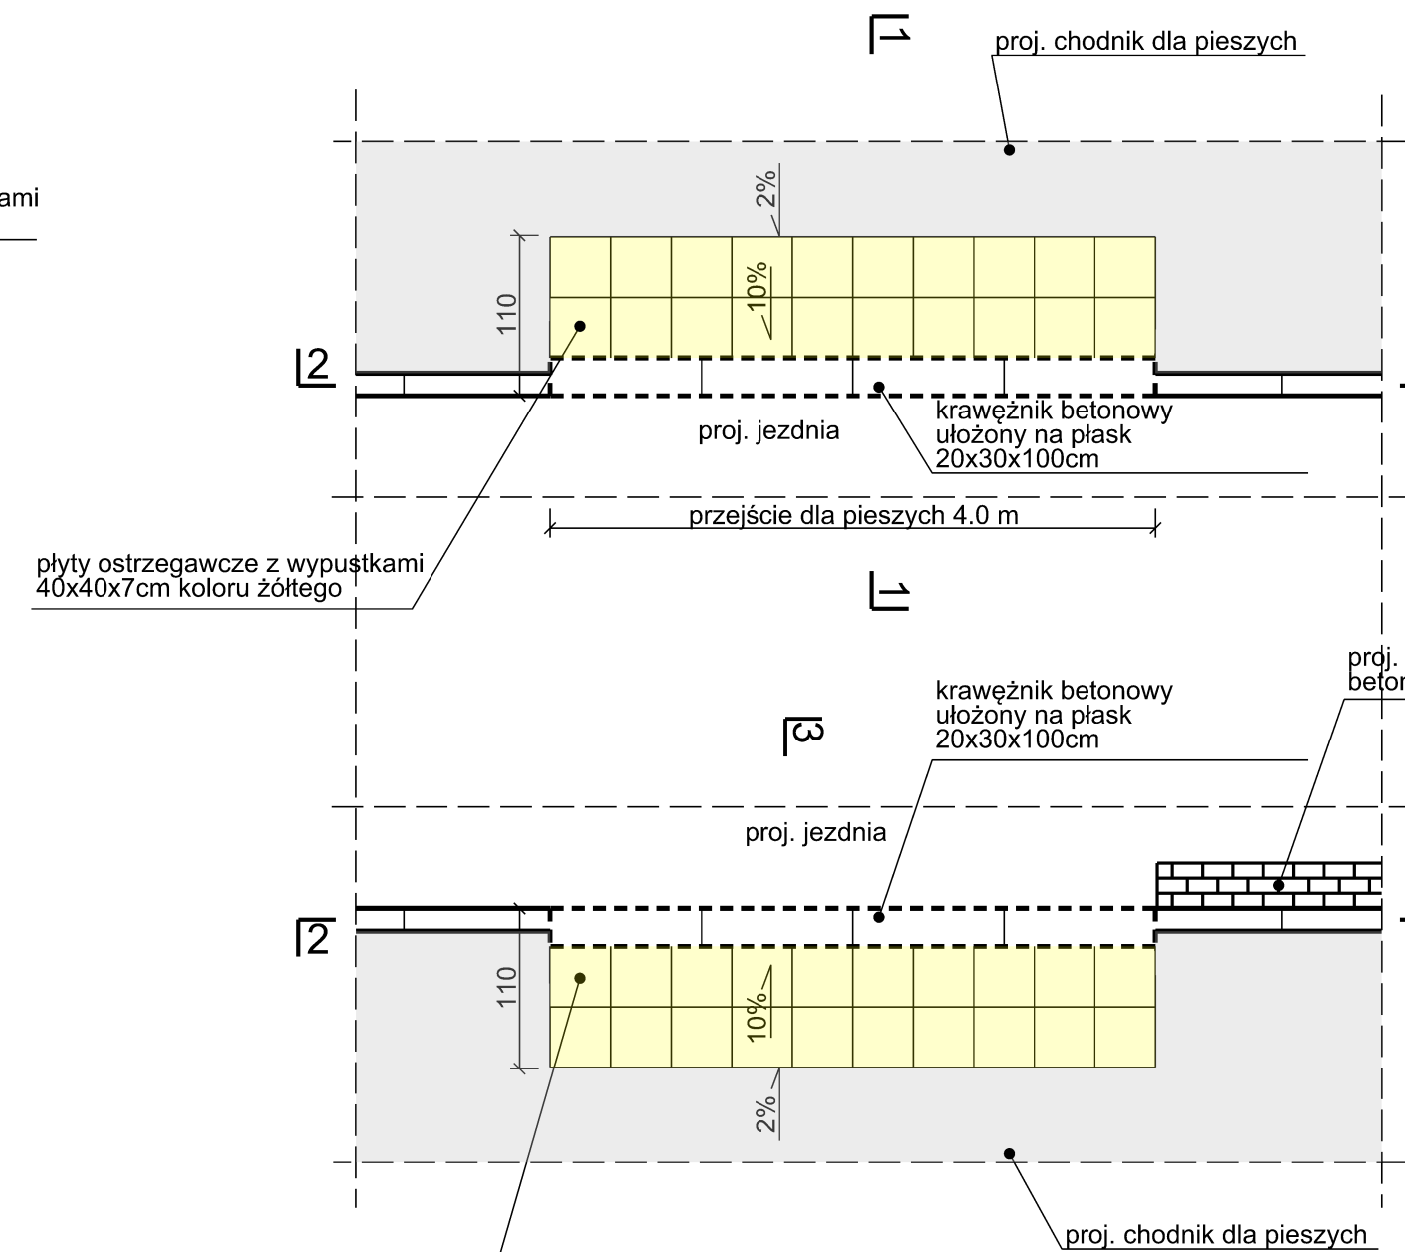 1
proj. chodnik dla pieszych
ami
2%
10%
110
2
krawężnik betonowy
ułożony na płask
20x30x100cm
proj. jezdnia
przejście dla pieszych 4.0 m
płyty ostrzegawcze z wypustkami
40x40x7cm koloru żółtego
1
proj.
beton
krawężnik betonowy
ułożony na płask
20x30x100cm
3
proj. jezdnia
2
110
10%
2%
proj. chodnik dla pieszych